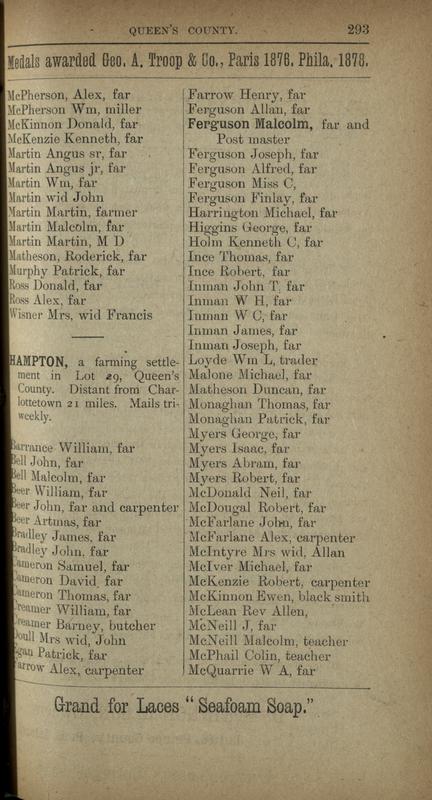 QUEEN'S COUNTY. 293
Medals awarded Geo. A. Troop & Co., Paris 1876, Phila. 1878.
McPherson, Alex, far
McPherson Wm, miller
McKinnon Donald, far
McKenzie Kenneth, far
Martin Angus sr, far
Martin Angus jr, far
Martin Wm, far
Martin wid John
Martin Martin, farmer
Martin Malcolm, far
Martin Martin, M D
Matheson, Roderick, far
Murphy Patrick, far
Ross Donald, far
Ross Alex, far
Wisner Mrs, wid Francis
HAMPTON, a farming settle-
ment in Lot 29, Queen's
County. Distant from Char-
lottetown 21 miles. Mails tri-
weekly.
Barrance William, far
Bell John, far
Bell Malcolm, far
Beer William, far
Beer John, far and carpenter
Beer Artmas, far
Bradley James, far
Bradley John, far
Cameron Samuel, far
Cameron David, far
Cameron Thomas, far
Creamer William, far
Creamer Barney, butcher
Doull Mrs wid, John
Egan Patrick, far
Farrow Alex, carpenter
Farrow Henry, far
Ferguson Allan, far
Ferguson Malcolm, far and
Post master
Ferguson Joseph, far
Ferguson Alfred, far
Ferguson Miss C,
Ferguson Finlay, far
Harrington Michael, far
Higgins George, far
Holm Kenneth C, far
Ince Thomas, far
Ince Robert, far
Inman John T, far
Inman W H, far
Inman W C, far
Inman James, far
Inman Joseph, far
Loyde Wm L, trader
Malone Michael, far
Matheson Duncan, far
Monaghan Thomas, far
Monaghan Patrick, far
Myers George, far
Myers Isaac, far
Myers Abram, far
Myers Robert, far
McDonald Neil, far
McDougal Robert, far
McFarlane John, far
McFarlane Alex, carpenter
McIntyre Mrs wid, Allan
McIver Michael, far
McKenzie Robert, carpenter
McKinnon Ewen, black smith
McLean Rev Allen,
McNeill J, far
McNeill Malcolm, teacher
McPhail Colin, teacher
McQuarrie W A, far
Grand for Laces "Seafoam Soap."